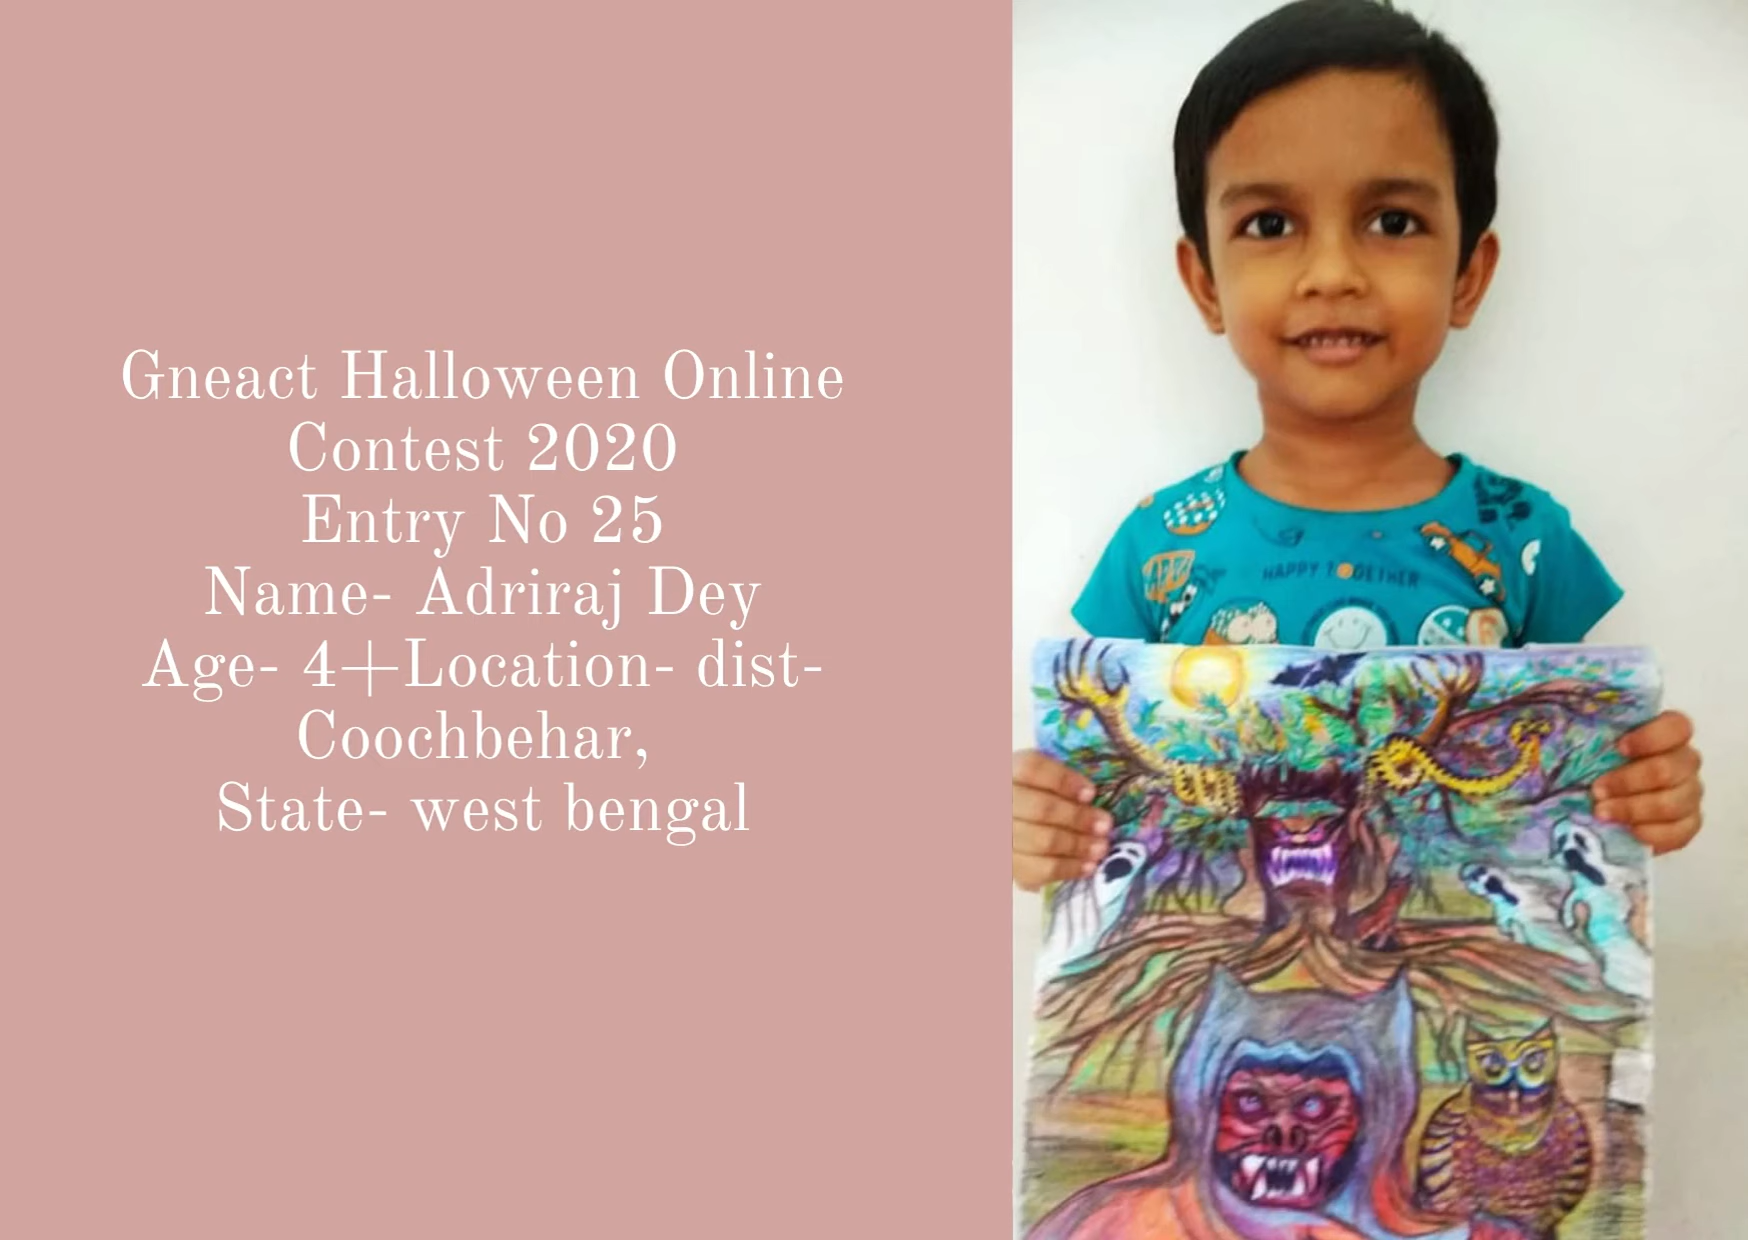 Gneact Halloween Online
Contest 2020
Entry No 25
Name- Adriraj Dey
Age- 4+Location- dist-
Coochbehar,
State- west bengal
HAPPY TOGETHER